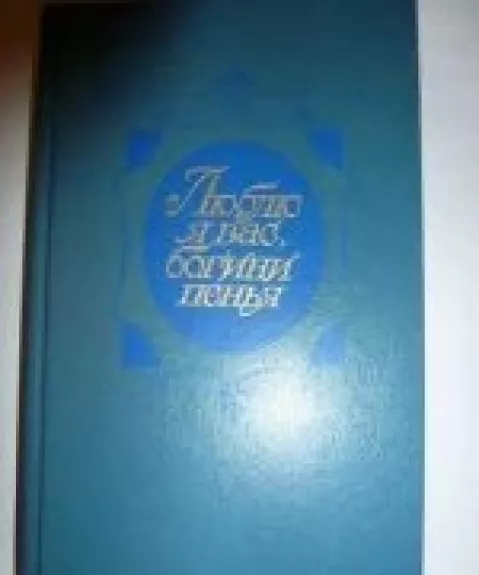 Люблю
я вас,
богини
пенья